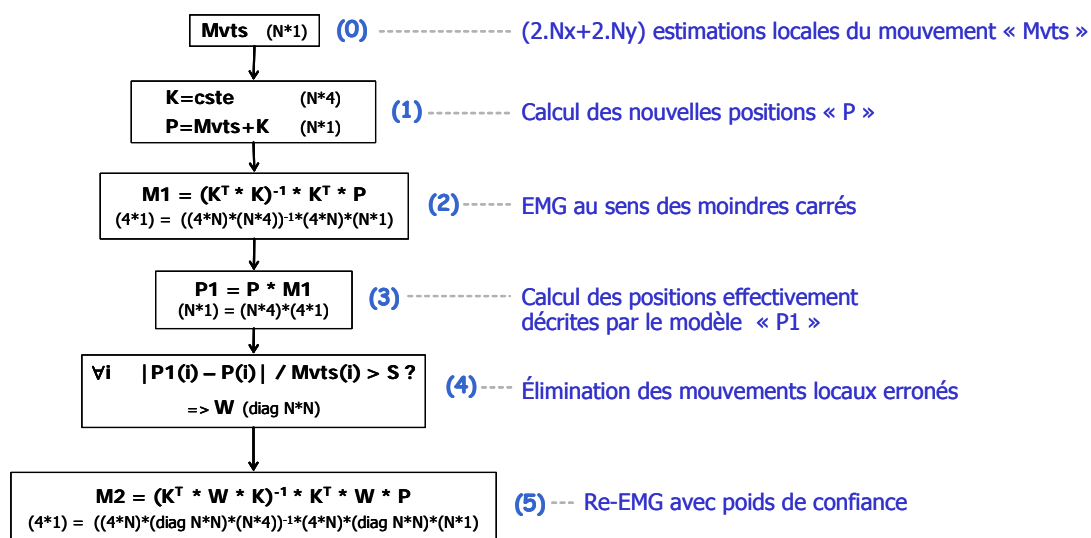 Mvts (N*1) (0) (2.Nx+2.Ny) estimations locales du mouvement « Mvts »
K=cste (N*4)
P=Mvts+K (N*1)
(1) Calcul des nouvelles positions « P »
M1 = (Kᵀ * K)⁻¹ * Kᵀ * P
(4*1) = ((4*N)*(N*4))⁻¹*(4*N)*(N*1)
(2) EMG au sens des moindres carrés
P1 = P * M1
(N*1) = (N*4)*(4*1)
(3) Calcul des positions effectivement
décrites par le modèle « P1 »
∀i |P1(i) – P(i)| / Mvts(i) > S ?
=> W (diag N*N)
(4) Élimination des mouvements locaux erronés
M2 = (Kᵀ * W * K)⁻¹ * Kᵀ * W * P
(4*1) = ((4*N)*(diag N*N)*(N*4))⁻¹*(4*N)*(diag N*N)*(N*1)
(5) Re-EMG avec poids de confiance